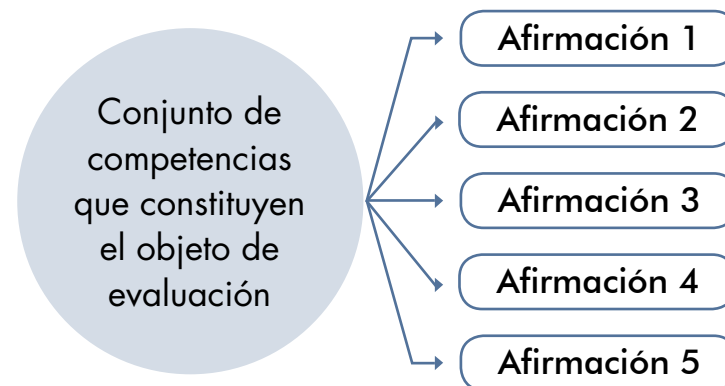 Conjunto de
competencias
que constituyen
el objeto de
evaluación
Afirmación 1
Afirmación 2
Afirmación 3
Afirmación 4
Afirmación 5